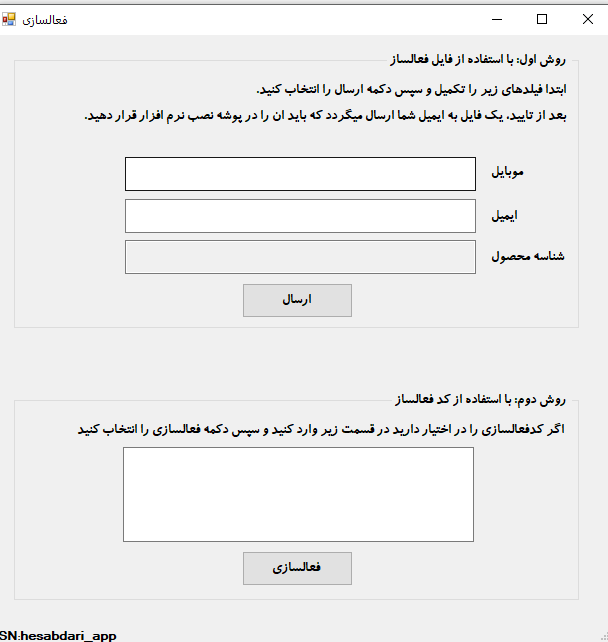 فعالسازی
روش اول: با استفاده از فایل فعالساز
ابتدا فیلدهای زیر را تکمیل و سپس دکمه ارسال را انتخاب کنید.
بعد از تایید، یک فایل به ایمیل شما ارسال میگردد که باید ان را در پوشه نصب نرم افزار قرار دهید.
موبایل
ایمیل
شناسه محصول
ارسال
روش دوم: با استفاده از کد فعالساز
اگر کدفعالسازی را در اختیار دارید در قسمت زیر وارد کنید و سپس دکمه فعالسازی را انتخاب کنید
فعالسازی
SN:hesabdari_app